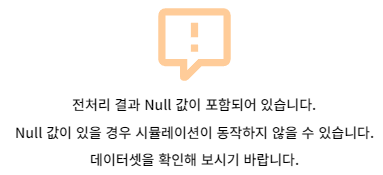 전처리 결과 Null 값이 포함되어 있습니다.
Null 값이 있을 경우 시뮬레이션이 동작하지 않을 수 있습니다.
데이터셋을 확인해 보시기 바랍니다.